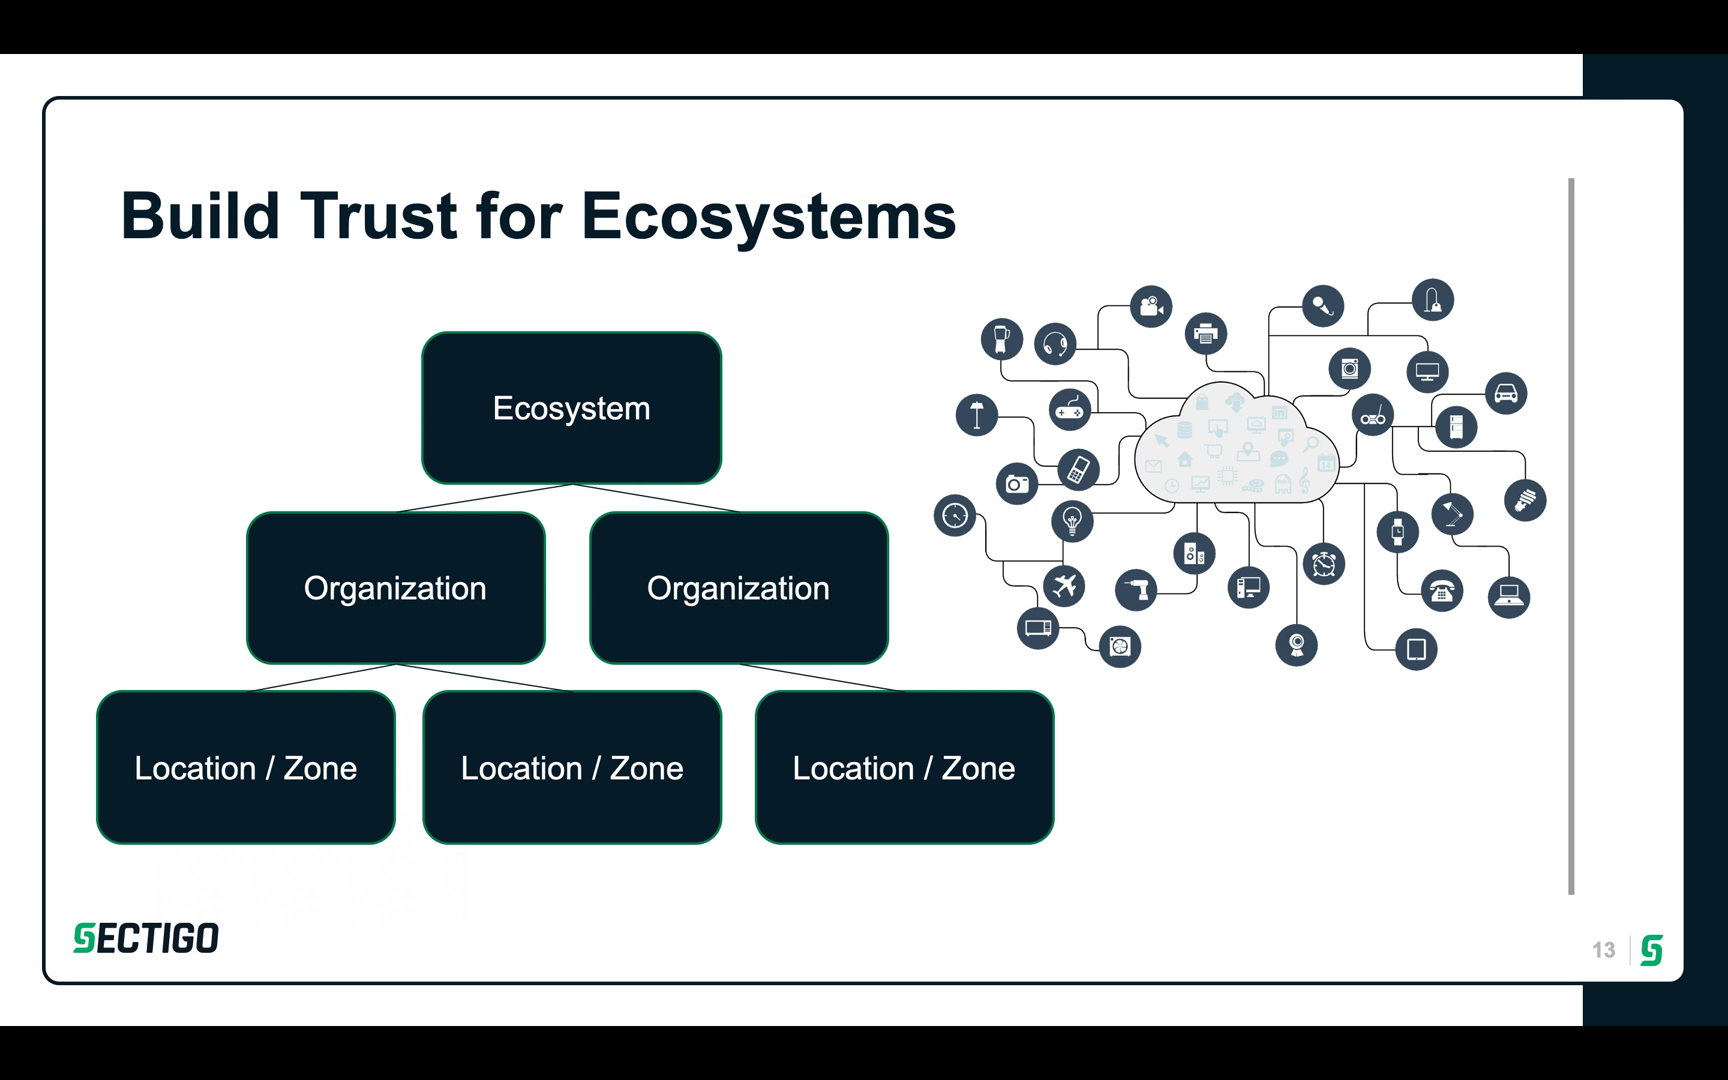 Build Trust for Ecosystems
Ecosystem
Organization
Organization
Location / Zone
Location / Zone
Location / Zone
SECTIGO
13